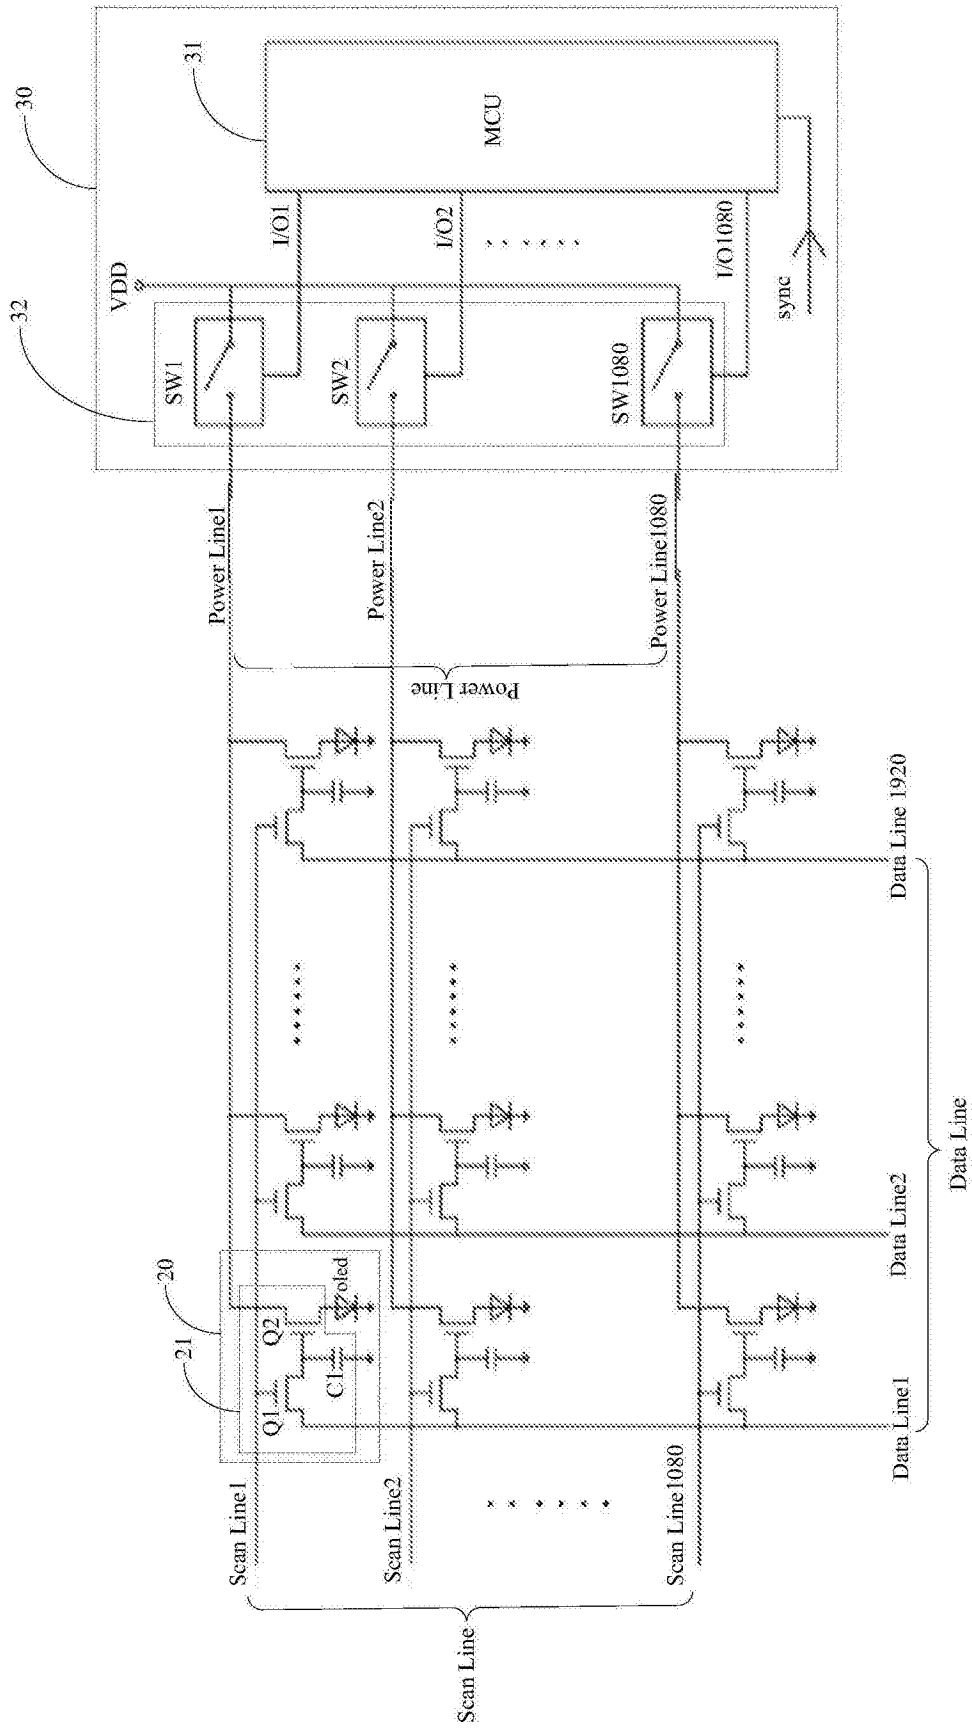 30
31
MCU
I/O1
I/O2
I/O1080
sync
VDD
32
SW1
SW2
SW1080
Power Line1
Power Line2
Power Line1080
Power Line
20
21
Q1
Q2
C1
oled
Scan Line1
Scan Line2
Scan Line1080
Scan Line
Data Line1
Data Line2
Data Line 1920
Data Line